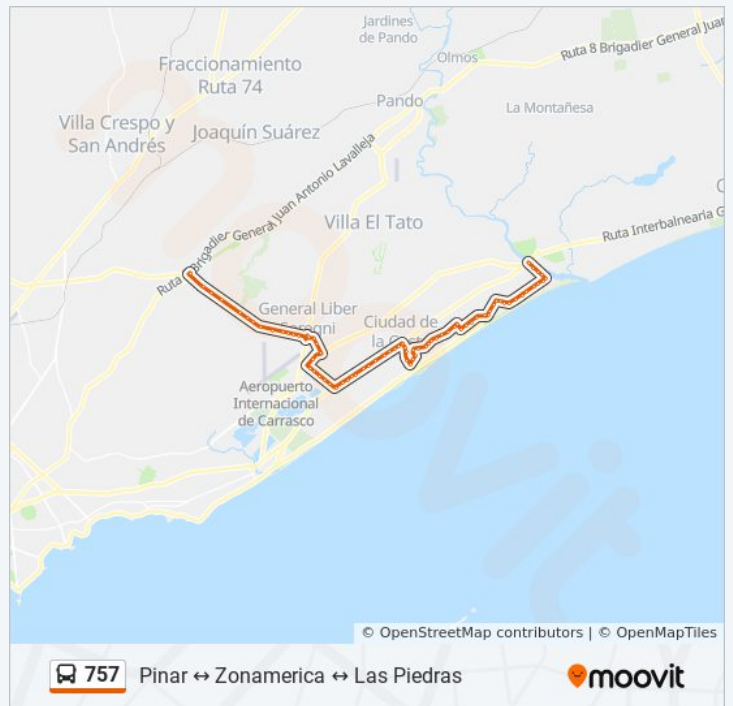 Jardines
de Pando
Ruta 8 Brigadier General Juan
Olmos
Fraccionamiento
Ruta 74
Pando
La Montañesa
Villa Crespo y
San Andrés
Joaquín Suárez
General Juan Antonio Lavalleja
Villa El Tato
Ruta Interbalnearia G
Ruta 8 Brigadier
General Liber
Seregni
Ciudad de
la Costa
Aeropuerto
Internacional
de Carrasco
© OpenStreetMap contributors | © OpenMapTiles
757 Pinar ↔ Zonamerica ↔ Las Piedras
moovit